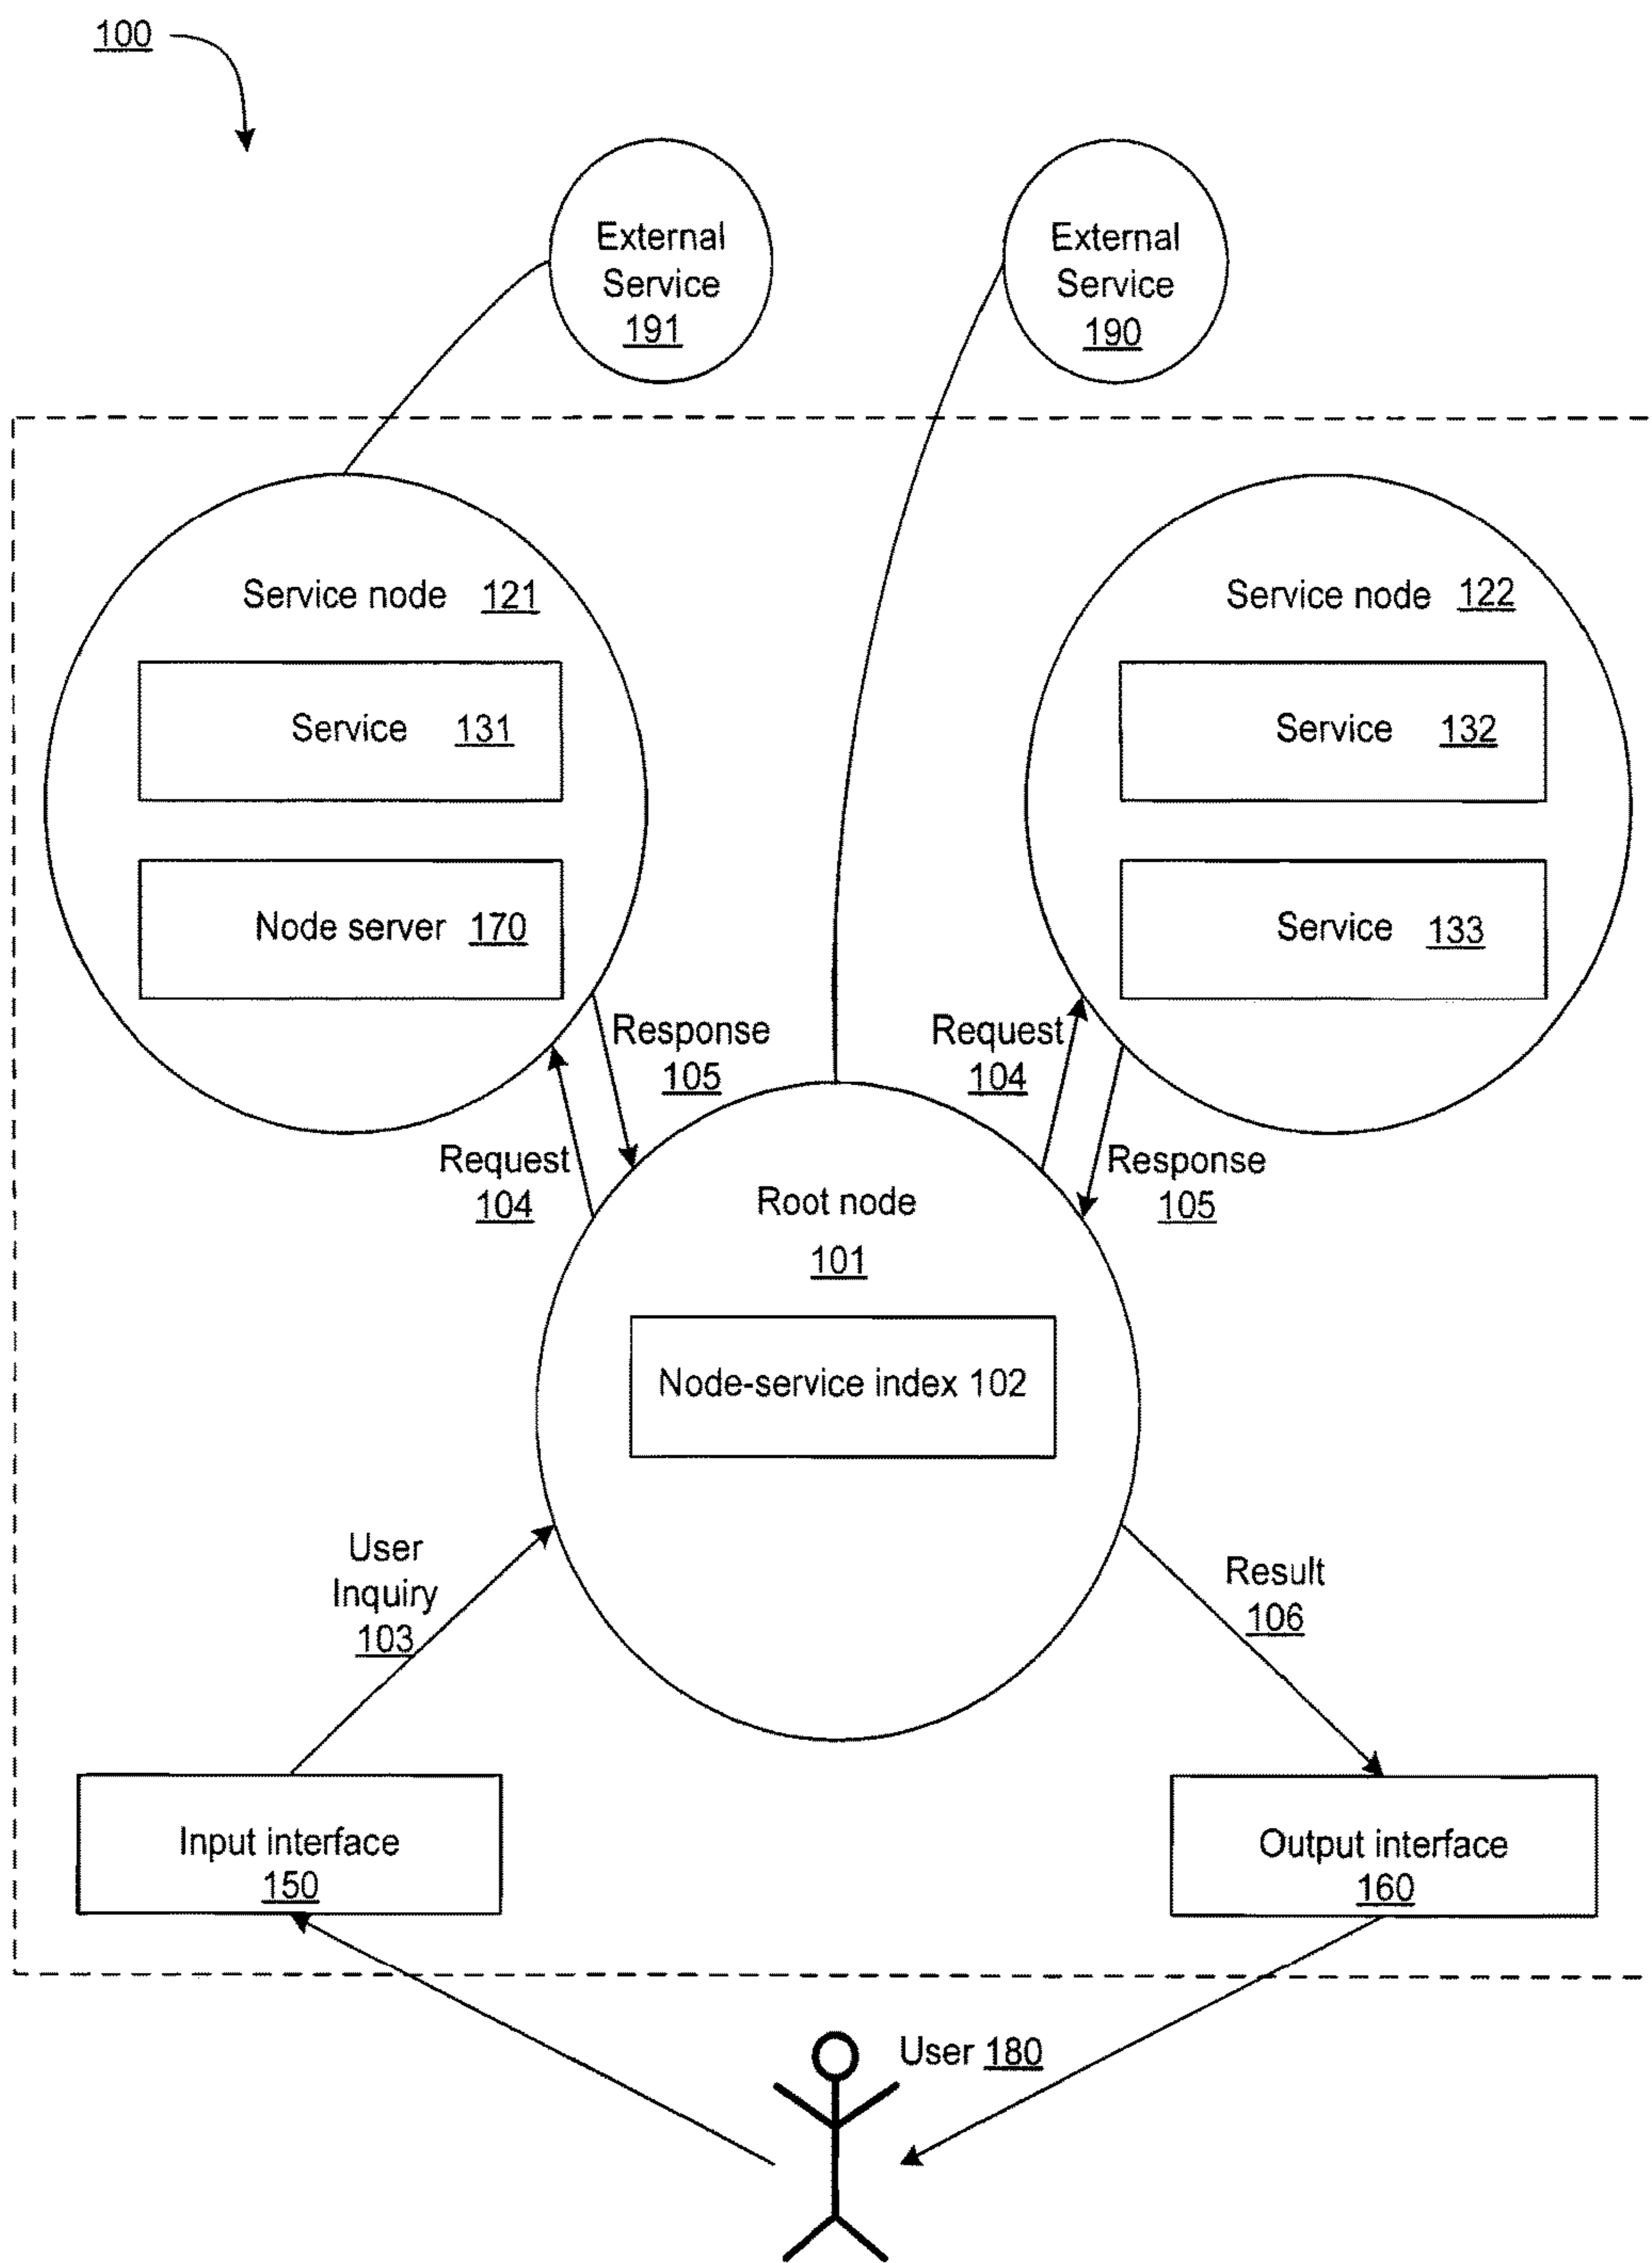 100
External
Service
191
External
Service
190
Service node 121
Service 131
Node server 170
Service node 122
Service 132
Service 133
Response
105
Request
104
Request
104
Response
105
Root node
101
Node-service index 102
User
Inquiry
103
Result
106
Input interface
150
Output interface
160
User 180